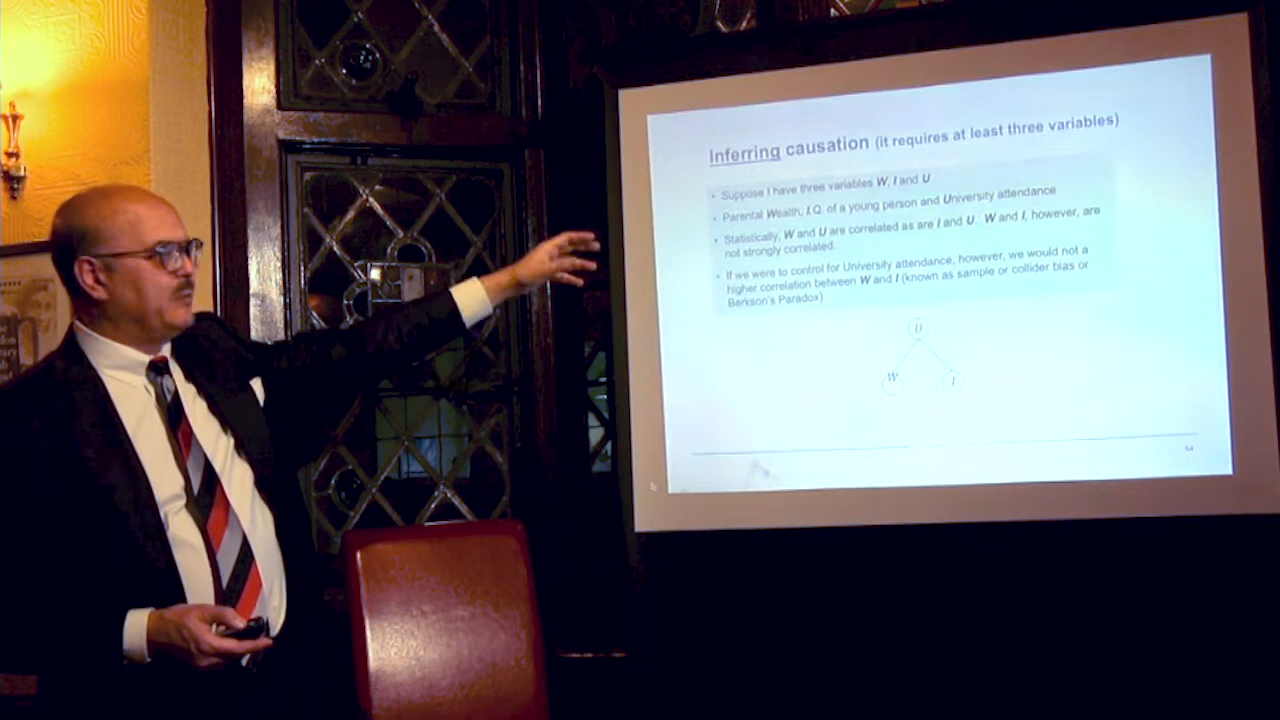 Inferring causation (it requires at least three variables)
• Suppose I have three variables W, I and U
• Parental Wealth, I.Q. of a young person and University attendance
• Statistically, W and U are correlated as are I and U. W and I, however, are
not strongly correlated.
• If we were to control for University attendance, however, we would not a
higher correlation between W and I (known as sample or collider bias or
Berkson's Paradox)
U
W I
54